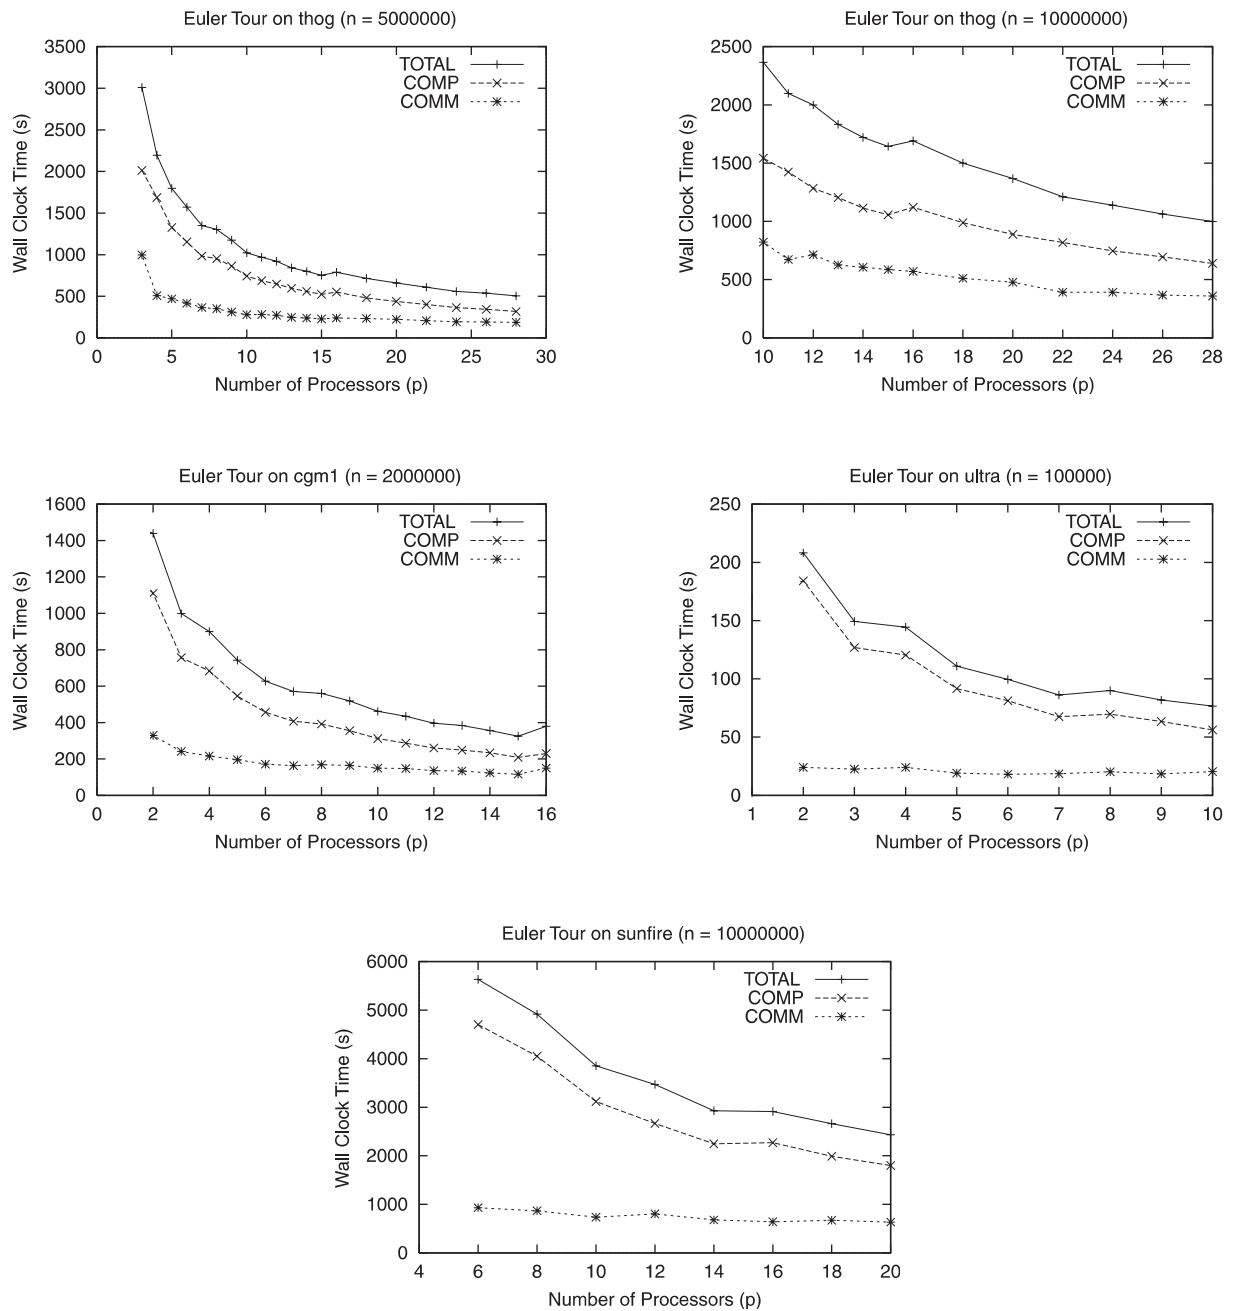 Euler Tour on thog (n = 5000000)
3500
3000
2500
2000
1500
1000
500
0
Wall Clock Time (s)
TOTAL
COMP
COMM
0 5 10 15 20 25 30
Number of Processors (p)
Euler Tour on thog (n = 10000000)
2500
2000
1500
1000
500
0
Wall Clock Time (s)
TOTAL
COMP
COMM
10 12 14 16 18 20 22 24 26 28
Number of Processors (p)
Euler Tour on cgm1 (n = 2000000)
1600
1400
1200
1000
800
600
400
200
0
Wall Clock Time (s)
TOTAL
COMP
COMM
0 2 4 6 8 10 12 14 16
Number of Processors (p)
Euler Tour on ultra (n = 100000)
250
200
150
100
50
0
Wall Clock Time (s)
TOTAL
COMP
COMM
1 2 3 4 5 6 7 8 9 10
Number of Processors (p)
Euler Tour on sunfire (n = 10000000)
6000
5000
4000
3000
2000
1000
0
Wall Clock Time (s)
TOTAL
COMP
COMM
4 6 8 10 12 14 16 18 20
Number of Processors (p)